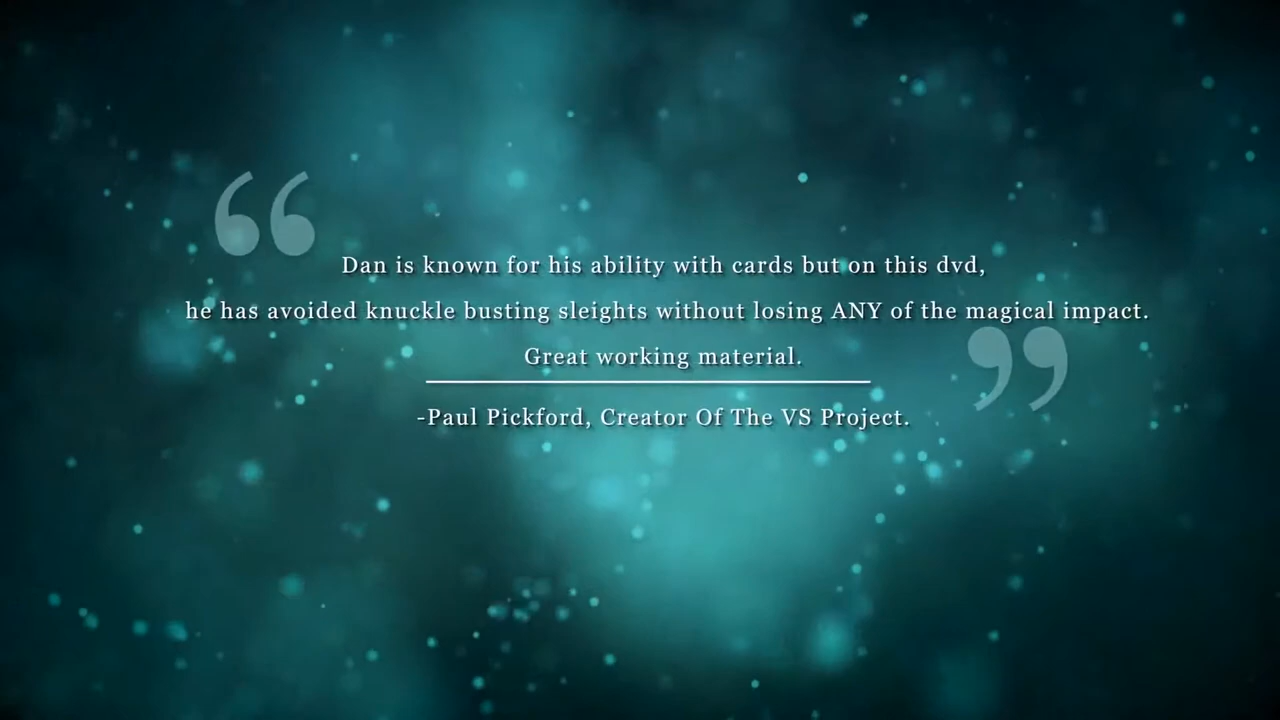 Dan is known for his ability with cards but on this dvd,
he has avoided knuckle busting sleights without losing ANY of the magical impact.
Great working material.
-Paul Pickford, Creator Of The VS Project.